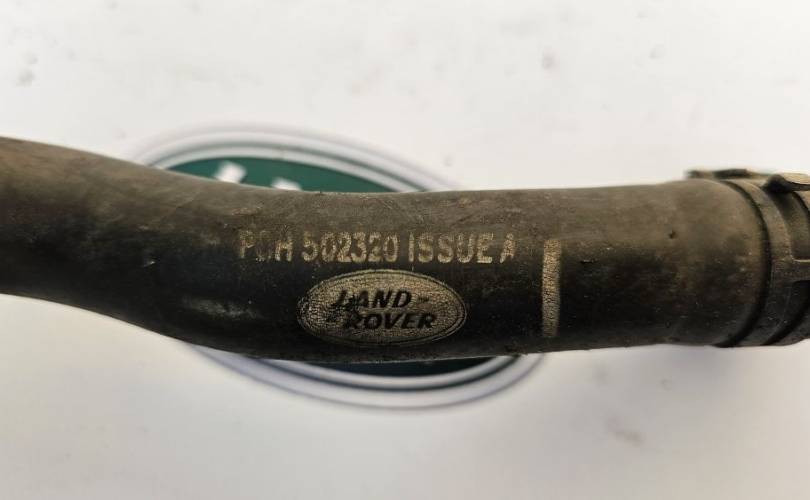 PCH 502320 ISSUE A
LAND-
ROVER